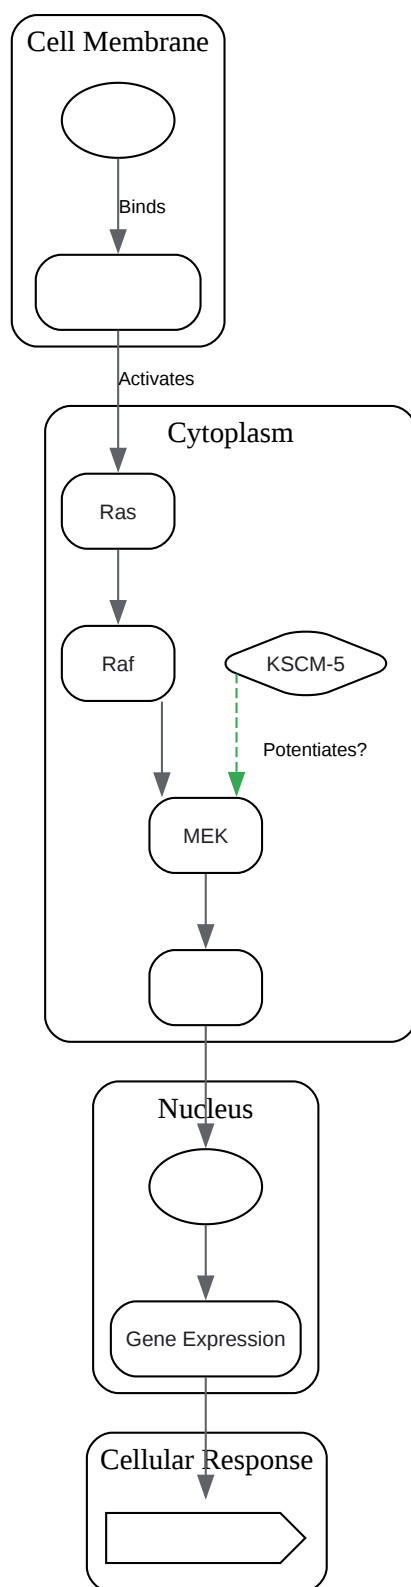 Cell Membrane
Binds
Activates
Cytoplasm
Ras
Raf
KSCM-5
Potentiates?
MEK
Nucleus
Gene Expression
Cellular Response